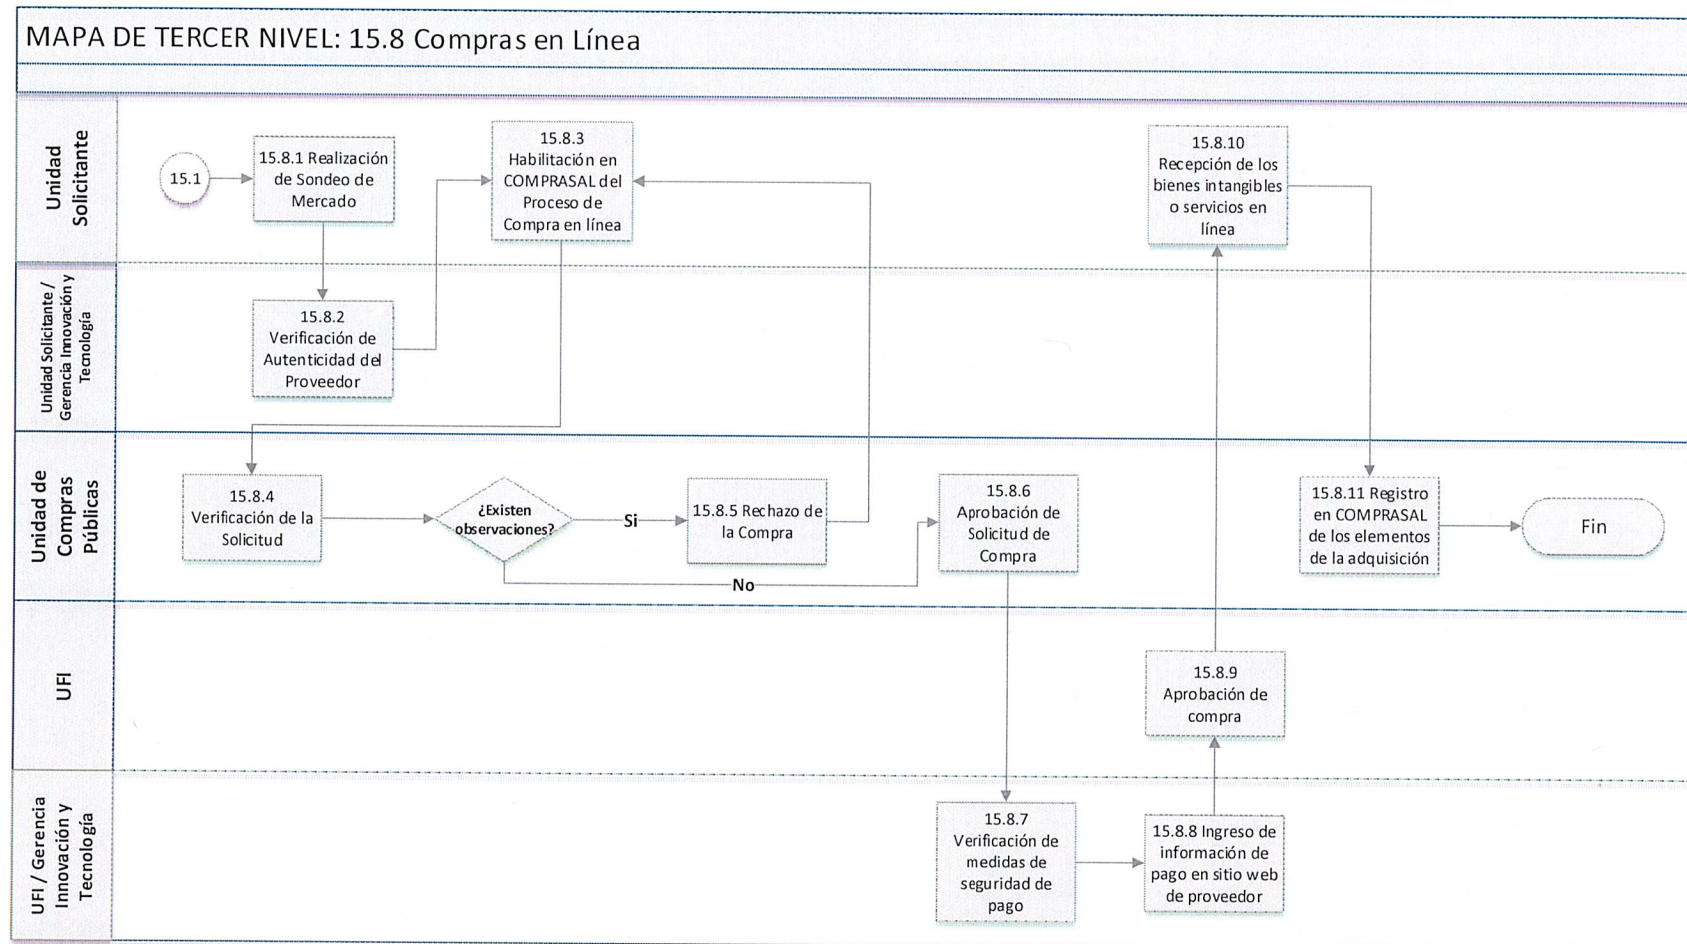 MAPA DE TERCER NIVEL: 15.8 Compras en Línea
Unidad
Solicitante
15.1
15.8.1 Realización
de Sondeo de
Mercado
15.8.3
Habilitación en
COMPRASAL del
Proceso de
Compra en línea
15.8.10
Recepción de los
bienes intangibles
o servicios en
línea
Unidad Solicitante /
Gerencia Innovación y
Tecnología
15.8.2
Verificación de
Autenticidad del
Proveedor
Unidad de
Compras
Públicas
15.8.4
Verificación de la
Solicitud
¿Existen
observaciones?
Si
15.8.5 Rechazo de
la Compra
No
15.8.6
Aprobación de
Solicitud de
Compra
15.8.11 Registro
en COMPRASAL
de los elementos
de la adquisición
Fin
UFI
15.8.9
Aprobación de
compra
UFI / Gerencia
Innovación y
Tecnología
15.8.7
Verificación de
medidas de
seguridad de
pago
15.8.8 Ingreso de
información de
pago en sitio web
de proveedor